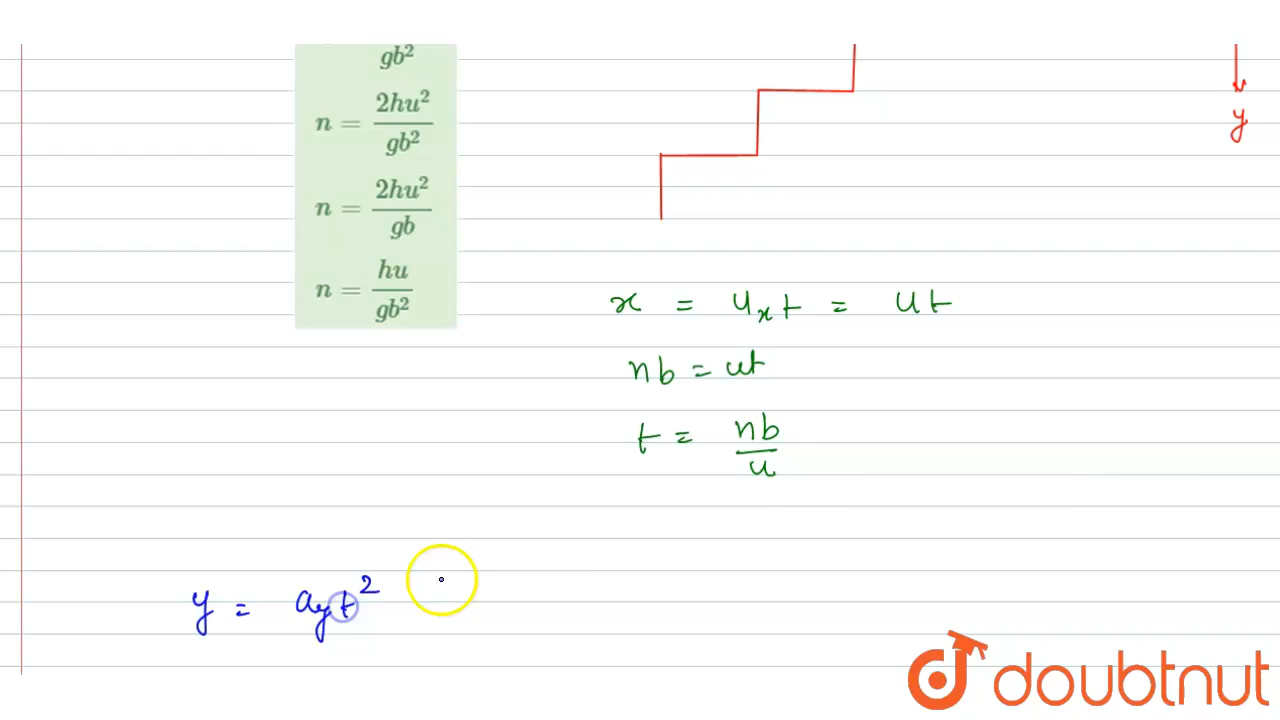 gb²
n = 2hu²/gb²
n = 2hu²/gb
n = hu/gb²
y
x = uₓt = ut
nb = ut
t = nb/u
y = a_y t²
doubtnut